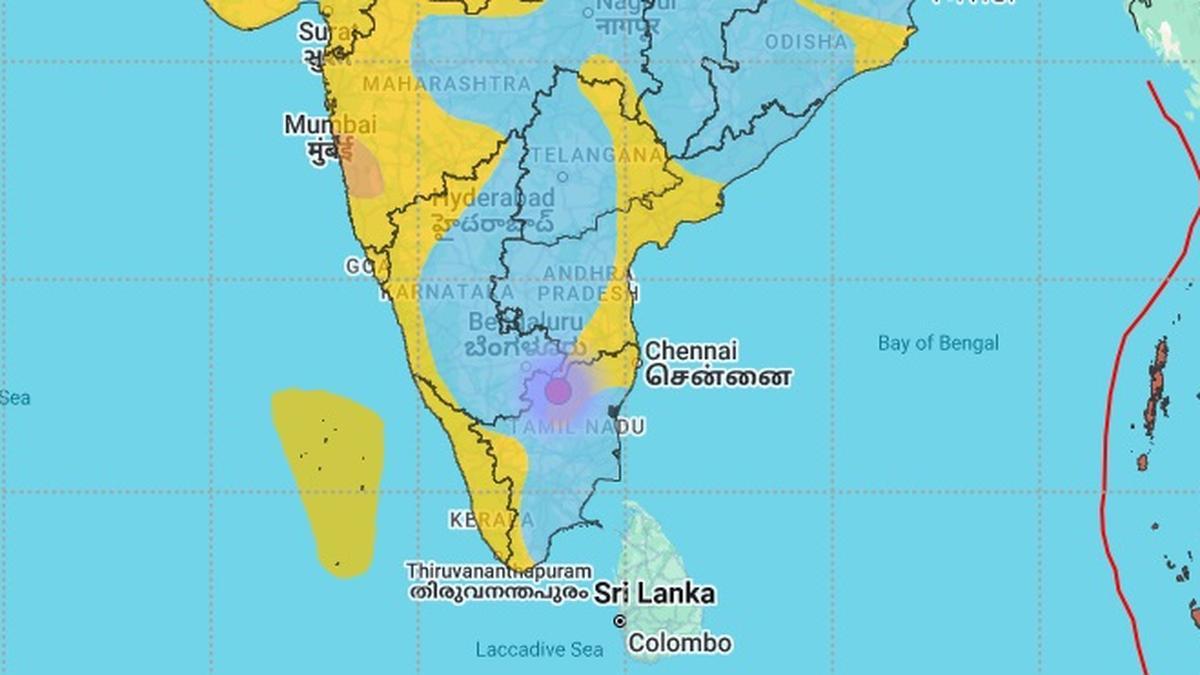 Nagpur
नागपुर
Surat
ODISHA
MAHARASHTRA
Mumbai
मुंबई
TELANGANA
Hyderabad
హైదరాబాద్
GOA
KARNATAKA
ANDHRA
PRADESH
Bengaluru
ಬೆಂಗಳೂರು
Chennai
சென்னை
Bay of Bengal
Sea
TAMIL NADU
KERALA
Thiruvananthapuram
തിരുവനന്തപുരം
Sri Lanka
Colombo
Laccadive Sea